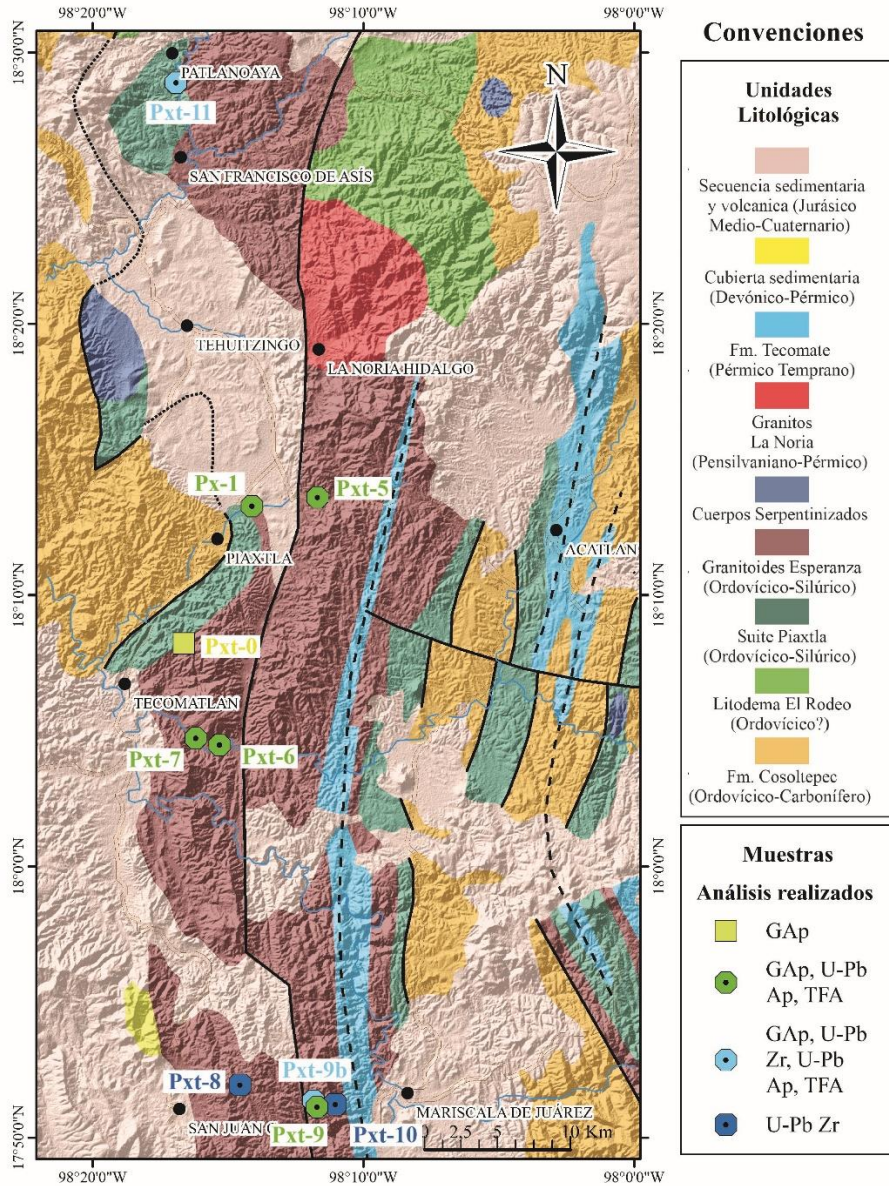 98°20'0"W
98°10'0"W
98°0'0"W
18°30'0"N
18°30'0"N
PATLANOAYA
Pxt-11
N
SAN FRANCISCO DE ASÍS
18°20'0"N
18°20'0"N
TEHUITZINGO
LA NORIA HIDALGO
Px-1
Pxt-5
PIAXTLA
ACATLAN
18°10'0"N
18°10'0"N
Pxt-0
TECOMATLAN
Pxt-7
Pxt-6
18°0'0"N
18°0'0"N
Pxt-8
Pxt-9b
SAN JUAN C
Pxt-9
Pxt-10
MARISCALA DE JUÁREZ
0
2,5
5
10 Km
17°50'0"N
17°50'0"N
98°20'0"W
98°10'0"W
98°0'0"W
Convenciones
Unidades
Litológicas
Secuencia sedimentaria
y volcanica (Jurásico
Medio-Cuaternario)
Cubierta sedimentaria
(Devónico-Pérmico)
Fm. Tecomate
(Pérmico Temprano)
Granitos
La Noria
(Pensilvaniano-Pérmico)
Cuerpos Serpentinizados
Granitoides Esperanza
(Ordovícico-Silúrico)
Suite Piaxtla
(Ordovícico-Silúrico)
Litodema El Rodeo
(Ordovícico?)
Fm. Cosoltepec
(Ordovícico-Carbonífero)
Muestras
Análisis realizados
GAp
GAp, U-Pb
Ap, TFA
GAp, U-Pb
Zr, U-Pb
Ap, TFA
U-Pb Zr